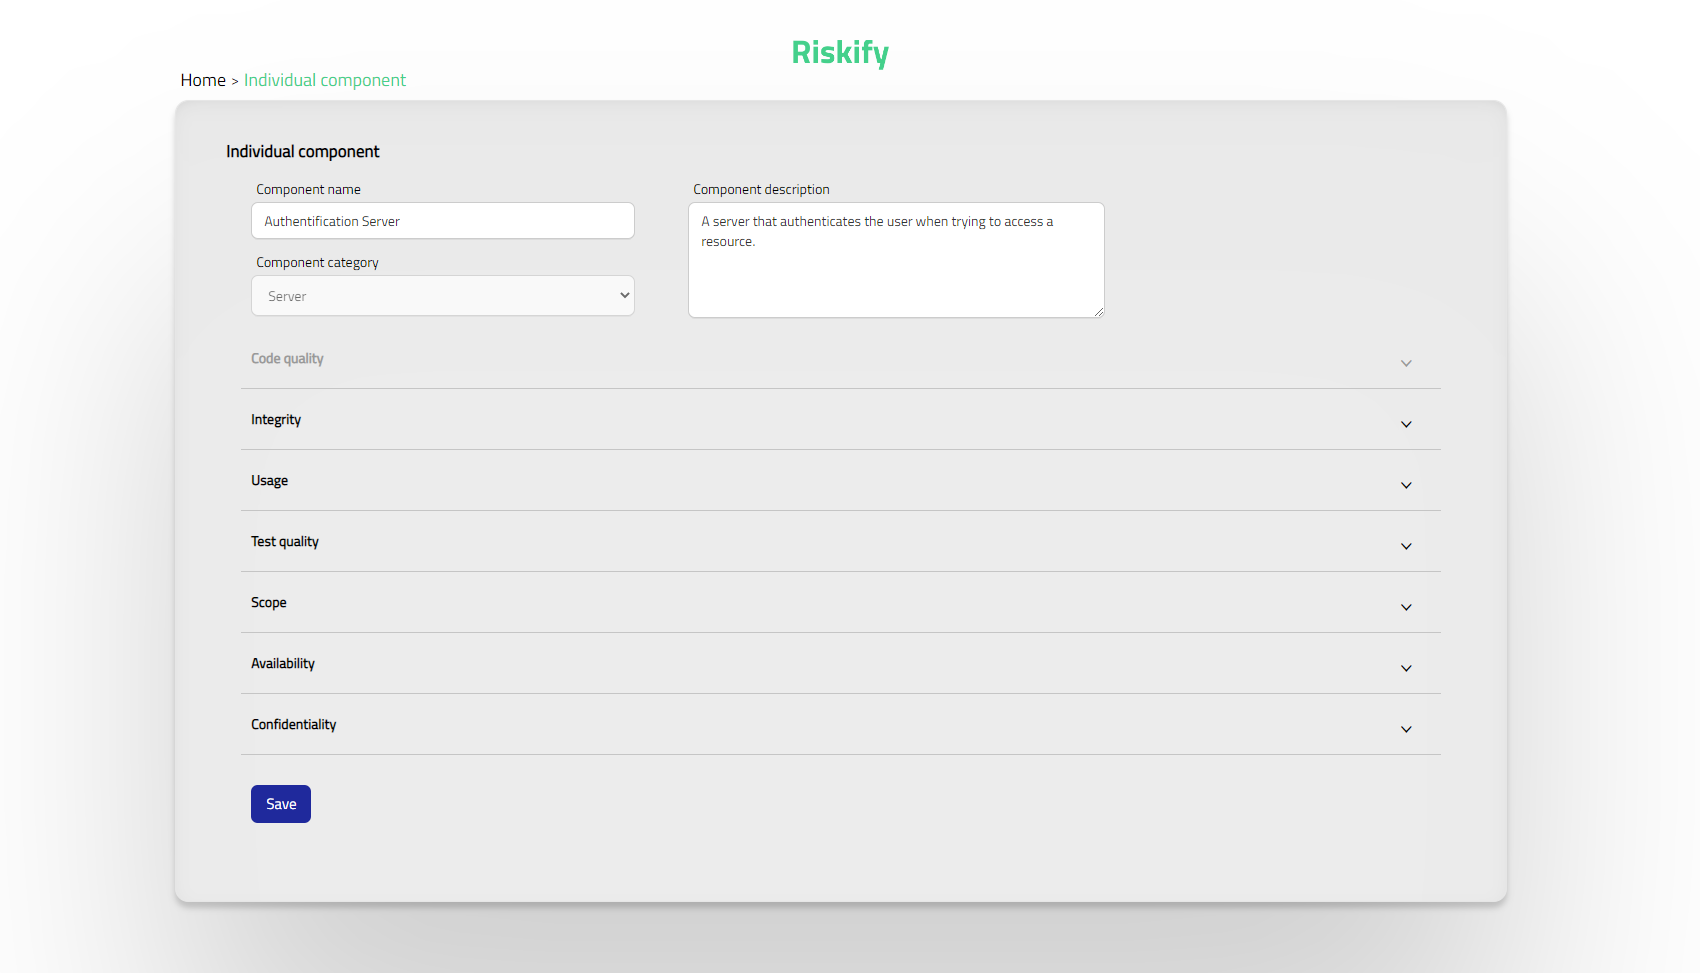 Riskify
Home > Individual component
Individual component
Component name
Authentification Server
Component category
Server
Component description
A server that authenticates the user when trying to access a
resource.
Code quality
Integrity
Usage
Test quality
Scope
Availability
Confidentiality
Save